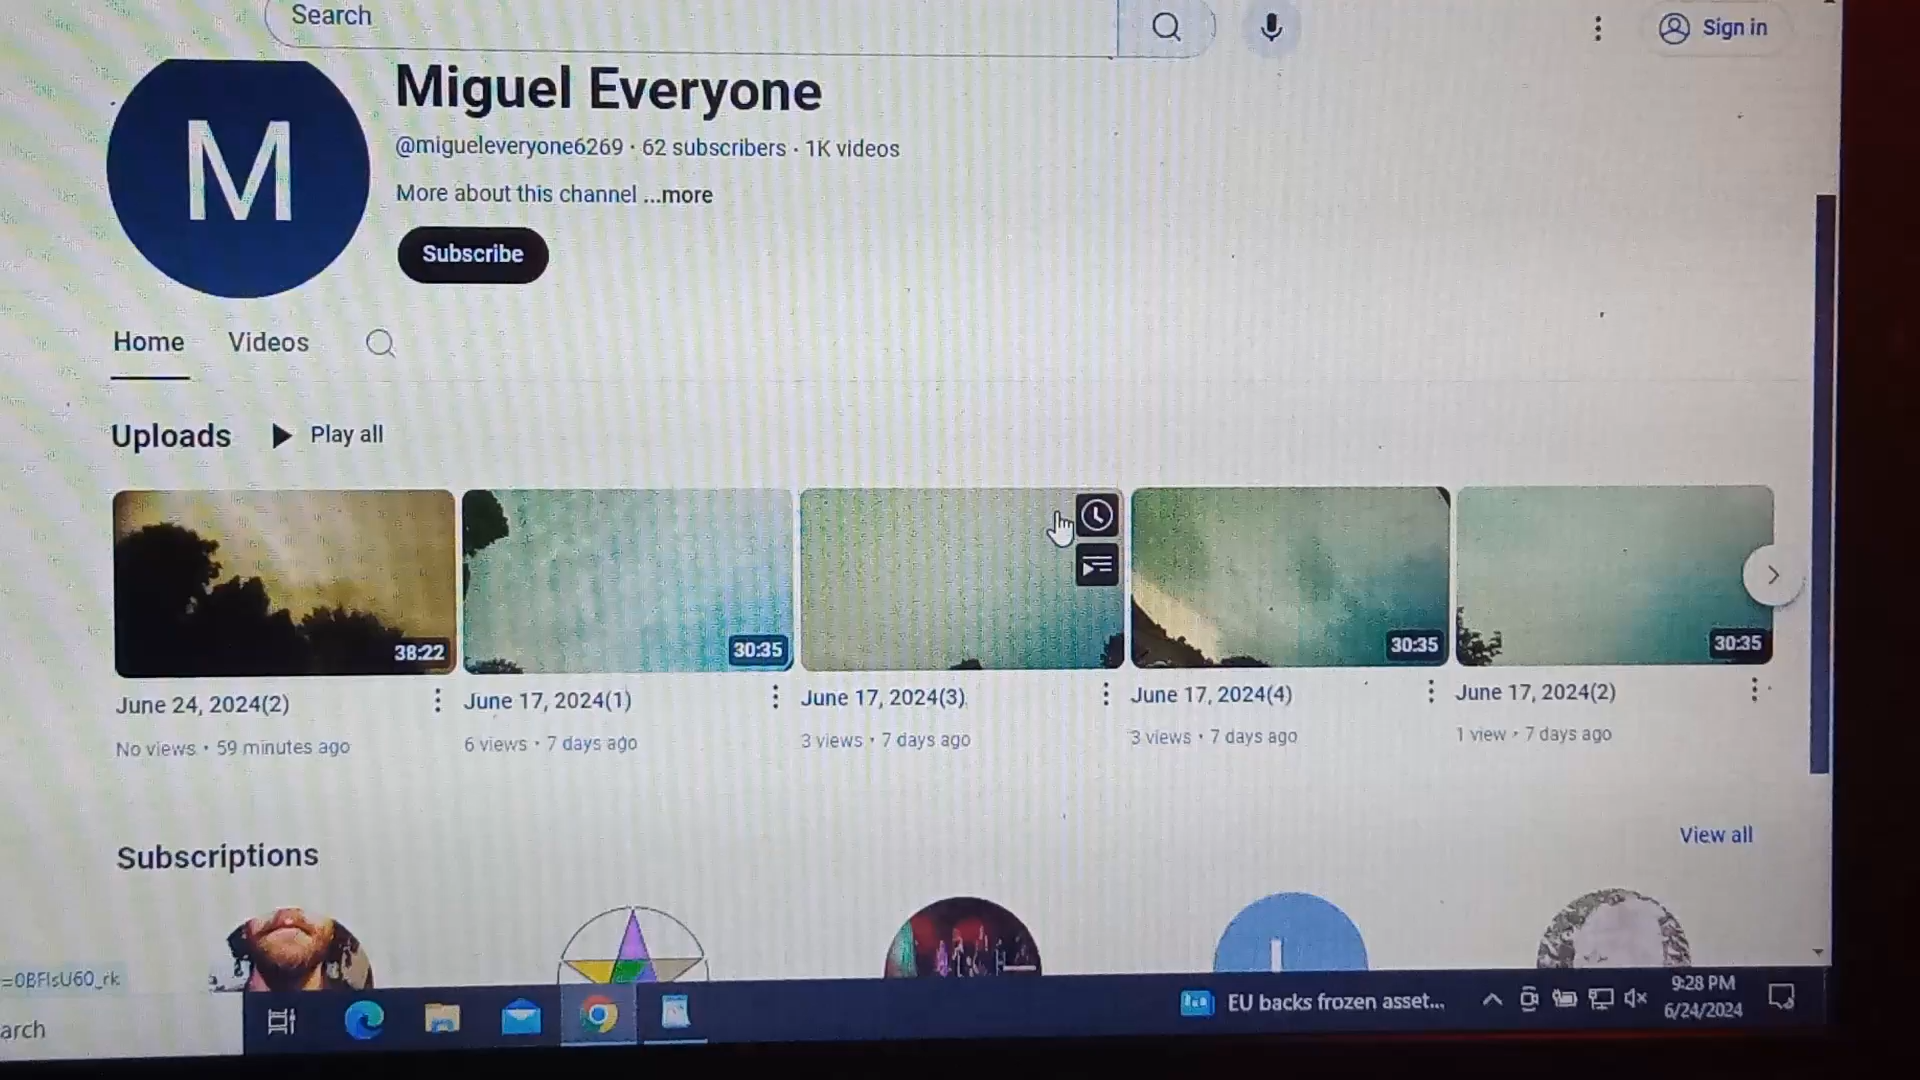 Search
Sign in
M
Miguel Everyone
@migueleveryone6269 · 62 subscribers · 1K videos
More about this channel ...more
Subscribe
Home Videos
Uploads Play all
38:22 30:35 30:35 30:35
June 24, 2024(2) June 17, 2024(1) June 17, 2024(3) June 17, 2024(4) June 17, 2024(2)
No views · 59 minutes ago 6 views · 7 days ago 3 views · 7 days ago 3 views · 7 days ago 1 view · 7 days ago
Subscriptions View all
EU backs frozen asset...
9:28 PM
6/24/2024
arch